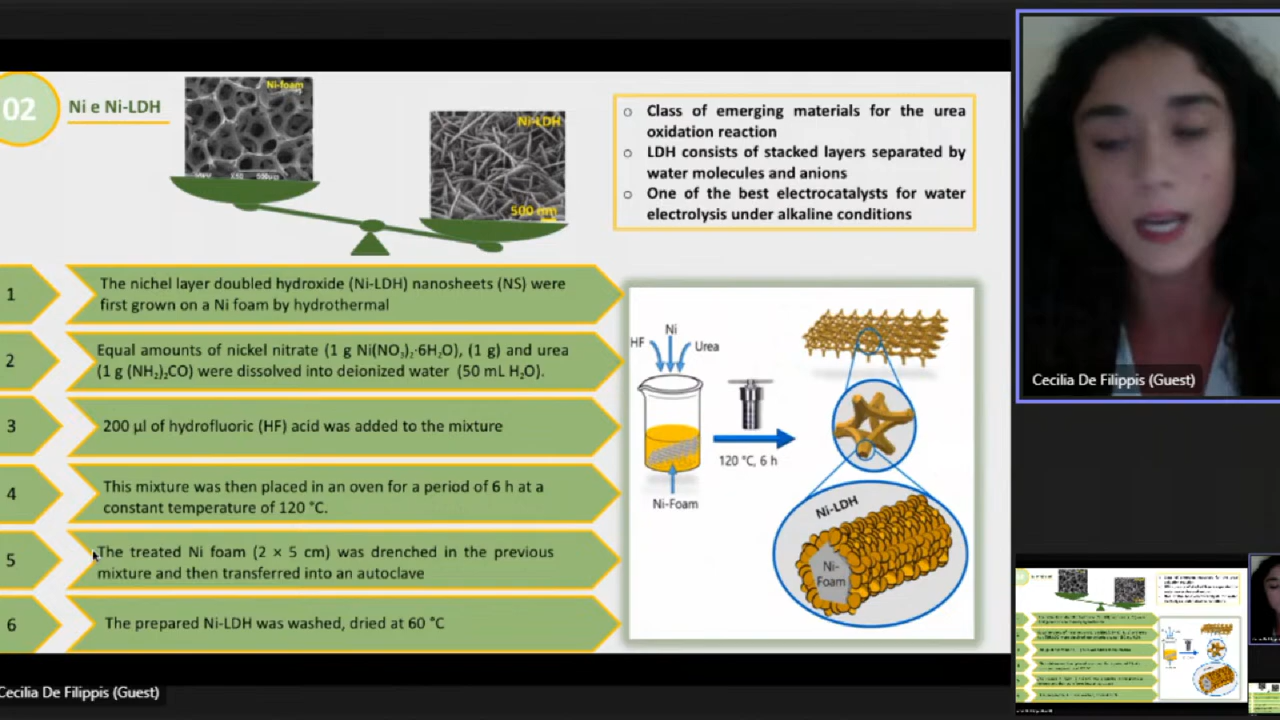 02
Ni e Ni-LDH
Ni-foam
Ni-LDH
500 nm
o Class of emerging materials for the urea
oxidation reaction
o LDH consists of stacked layers separated by
water molecules and anions
o One of the best electrocatalysts for water
electrolysis under alkaline conditions
1
The nichel layer doubled hydroxide (Ni-LDH) nanosheets (NS) were
first grown on a Ni foam by hydrothermal
2
Equal amounts of nickel nitrate (1 g Ni(NO₃)₂·6H₂O), (1 g) and urea
(1 g (NH₂)₂CO) were dissolved into deionized water (50 mL H₂O).
3
200 µl of hydrofluoric (HF) acid was added to the mixture
4
This mixture was then placed in an oven for a period of 6 h at a
constant temperature of 120 °C.
5
The treated Ni foam (2 × 5 cm) was drenched in the previous
mixture and then transferred into an autoclave
6
The prepared Ni-LDH was washed, dried at 60 °C
HF
Ni
Urea
120 °C, 6 h
Ni-Foam
Ni-LDH
Ni-
Foam
Cecilia De Filippis (Guest)
Cecilia De Filippis (Guest)